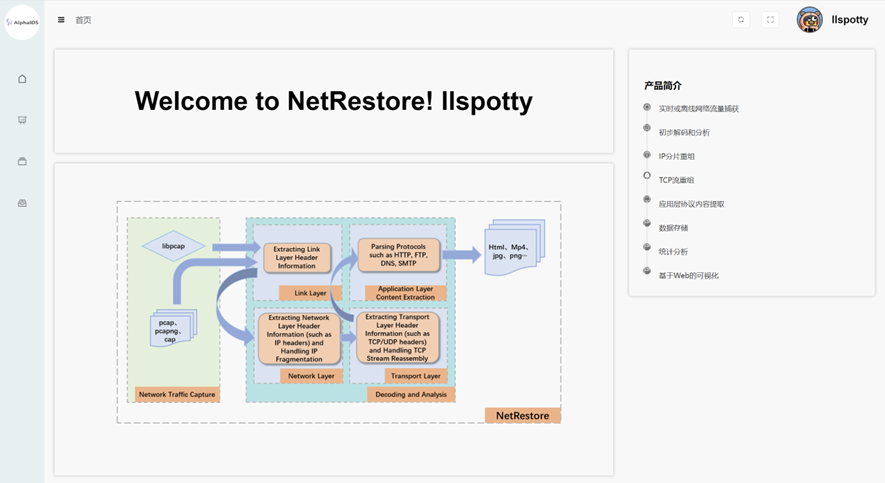 AlphaIDS
首页
llspotty
Welcome to NetRestore! llspotty
libpcap
pcap、
pcapng、
cap
Network Traffic Capture
Extracting Link
Layer Header
Information
Link Layer
Parsing Protocols
such as HTTP, FTP,
DNS, SMTP
Application Layer
Content Extraction
Extracting Network
Layer Header
Information (such as
IP headers) and
Handling IP
Fragmentation
Network Layer
Extracting Transport
Layer Header
Information (such as
TCP/UDP headers)
and Handling TCP
Stream Reassembly
Transport Layer
Decoding and Analysis
Html、Mp4、
jpg、png…
NetRestore
产品简介
实时或离线网络流量捕获
初步解码和分析
IP分片重组
TCP流重组
应用层协议内容提取
数据存储
统计分析
基于Web的可视化